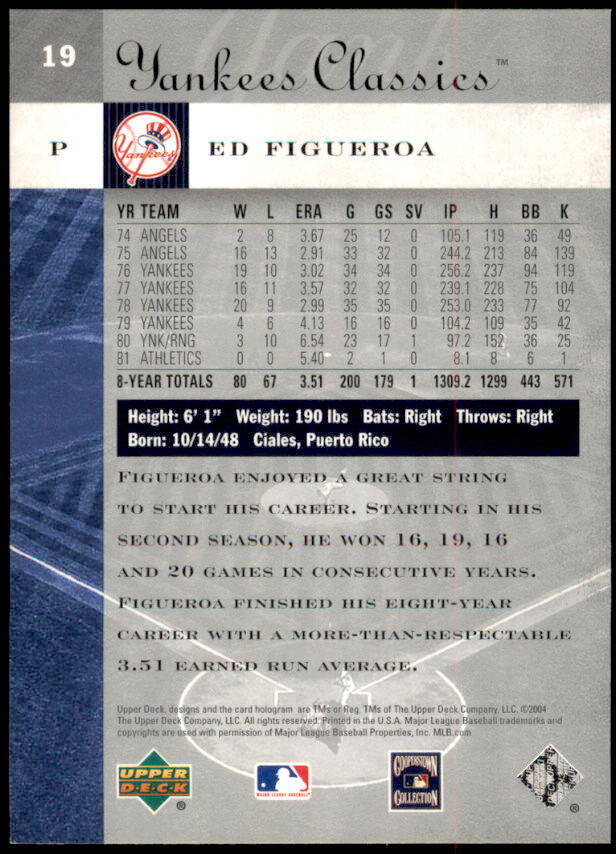 19
Yankees Classics™
P
Yankees
ED FIGUEROA
YR TEAM W L ERA G GS SV IP H BB K
74 ANGELS 2 8 3.67 25 12 0 105.1 119 36 49
75 ANGELS 16 13 2.91 33 32 0 244.2 213 84 139
76 YANKEES 19 10 3.02 34 34 0 256.2 237 94 119
77 YANKEES 16 11 3.57 32 32 0 239.1 228 75 104
78 YANKEES 20 9 2.99 35 35 0 253.0 233 77 92
79 YANKEES 4 6 4.13 16 16 0 104.2 109 35 42
80 YNK/RNG 3 10 6.54 23 17 1 97.2 152 36 25
81 ATHLETICS 0 0 5.40 2 1 0 8.1 8 6 1
8-YEAR TOTALS 80 67 3.51 200 179 1 1309.2 1299 443 571
Height: 6' 1" Weight: 190 lbs Bats: Right Throws: Right
Born: 10/14/48 Ciales, Puerto Rico
FIGUEROA ENJOYED A GREAT STRING
TO START HIS CAREER. STARTING IN HIS
SECOND SEASON, HE WON 16, 19, 16
AND 20 GAMES IN CONSECUTIVE YEARS.
FIGUEROA FINISHED HIS EIGHT-YEAR
CAREER WITH A MORE-THAN-RESPECTABLE
3.51 EARNED RUN AVERAGE.
Upper Deck, designs and the card hologram are TMs or Reg. TMs of The Upper Deck Company, LLC. ©2004
The Upper Deck Company, LLC. All rights reserved. Printed in the U.S.A. Major League Baseball trademarks and
copyrights are used with permission of Major League Baseball Properties, Inc. MLB.com
UPPER
DECK
®
MAJOR LEAGUE BASEBALL
COOPERSTOWN
COLLECTION
®